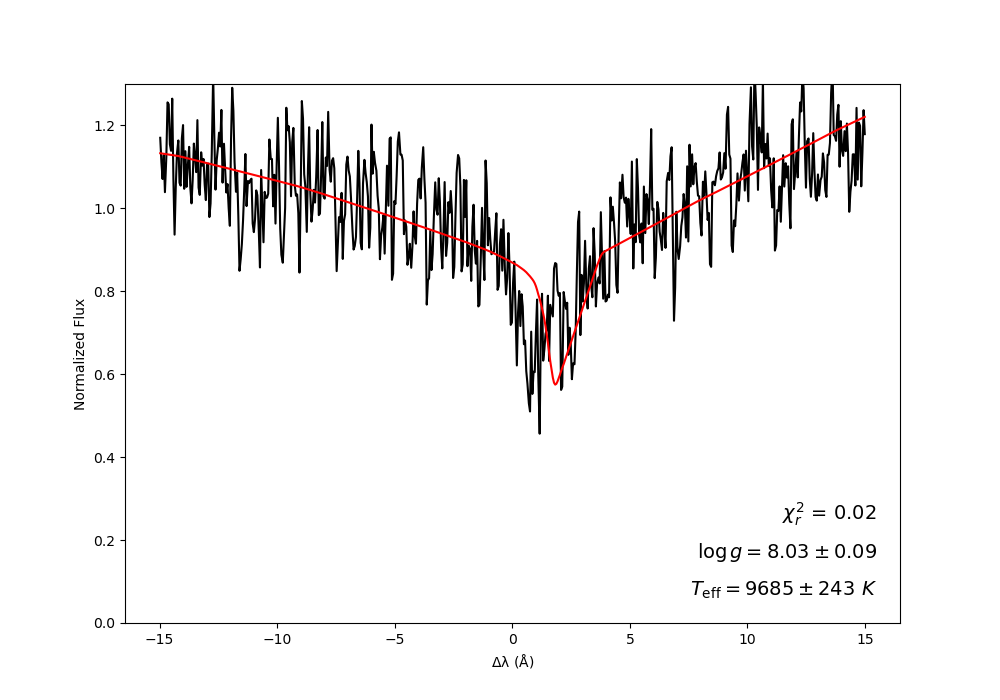 1.2
1.0
0.8
0.6
0.4
0.2
0.0
Normalized Flux
χ²ᵣ = 0.02
log g = 8.03 ± 0.09
T_eff = 9685 ± 243 K
−15 −10 −5 0 5 10 15
Δλ (Å)